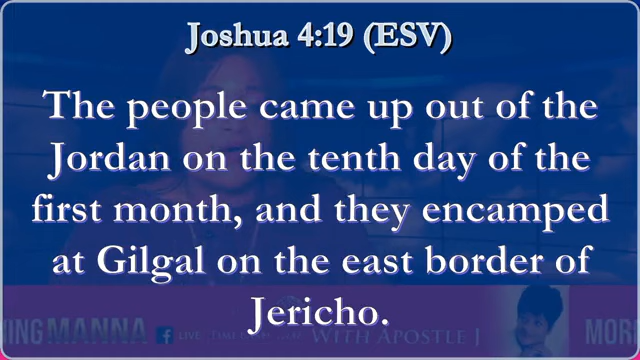 Joshua 4:19 (ESV)
The people came up out of the
Jordan on the tenth day of the
first month, and they encamped
at Gilgal on the east border of
Jericho.
MANNA LIVE WITH APOSTLE J